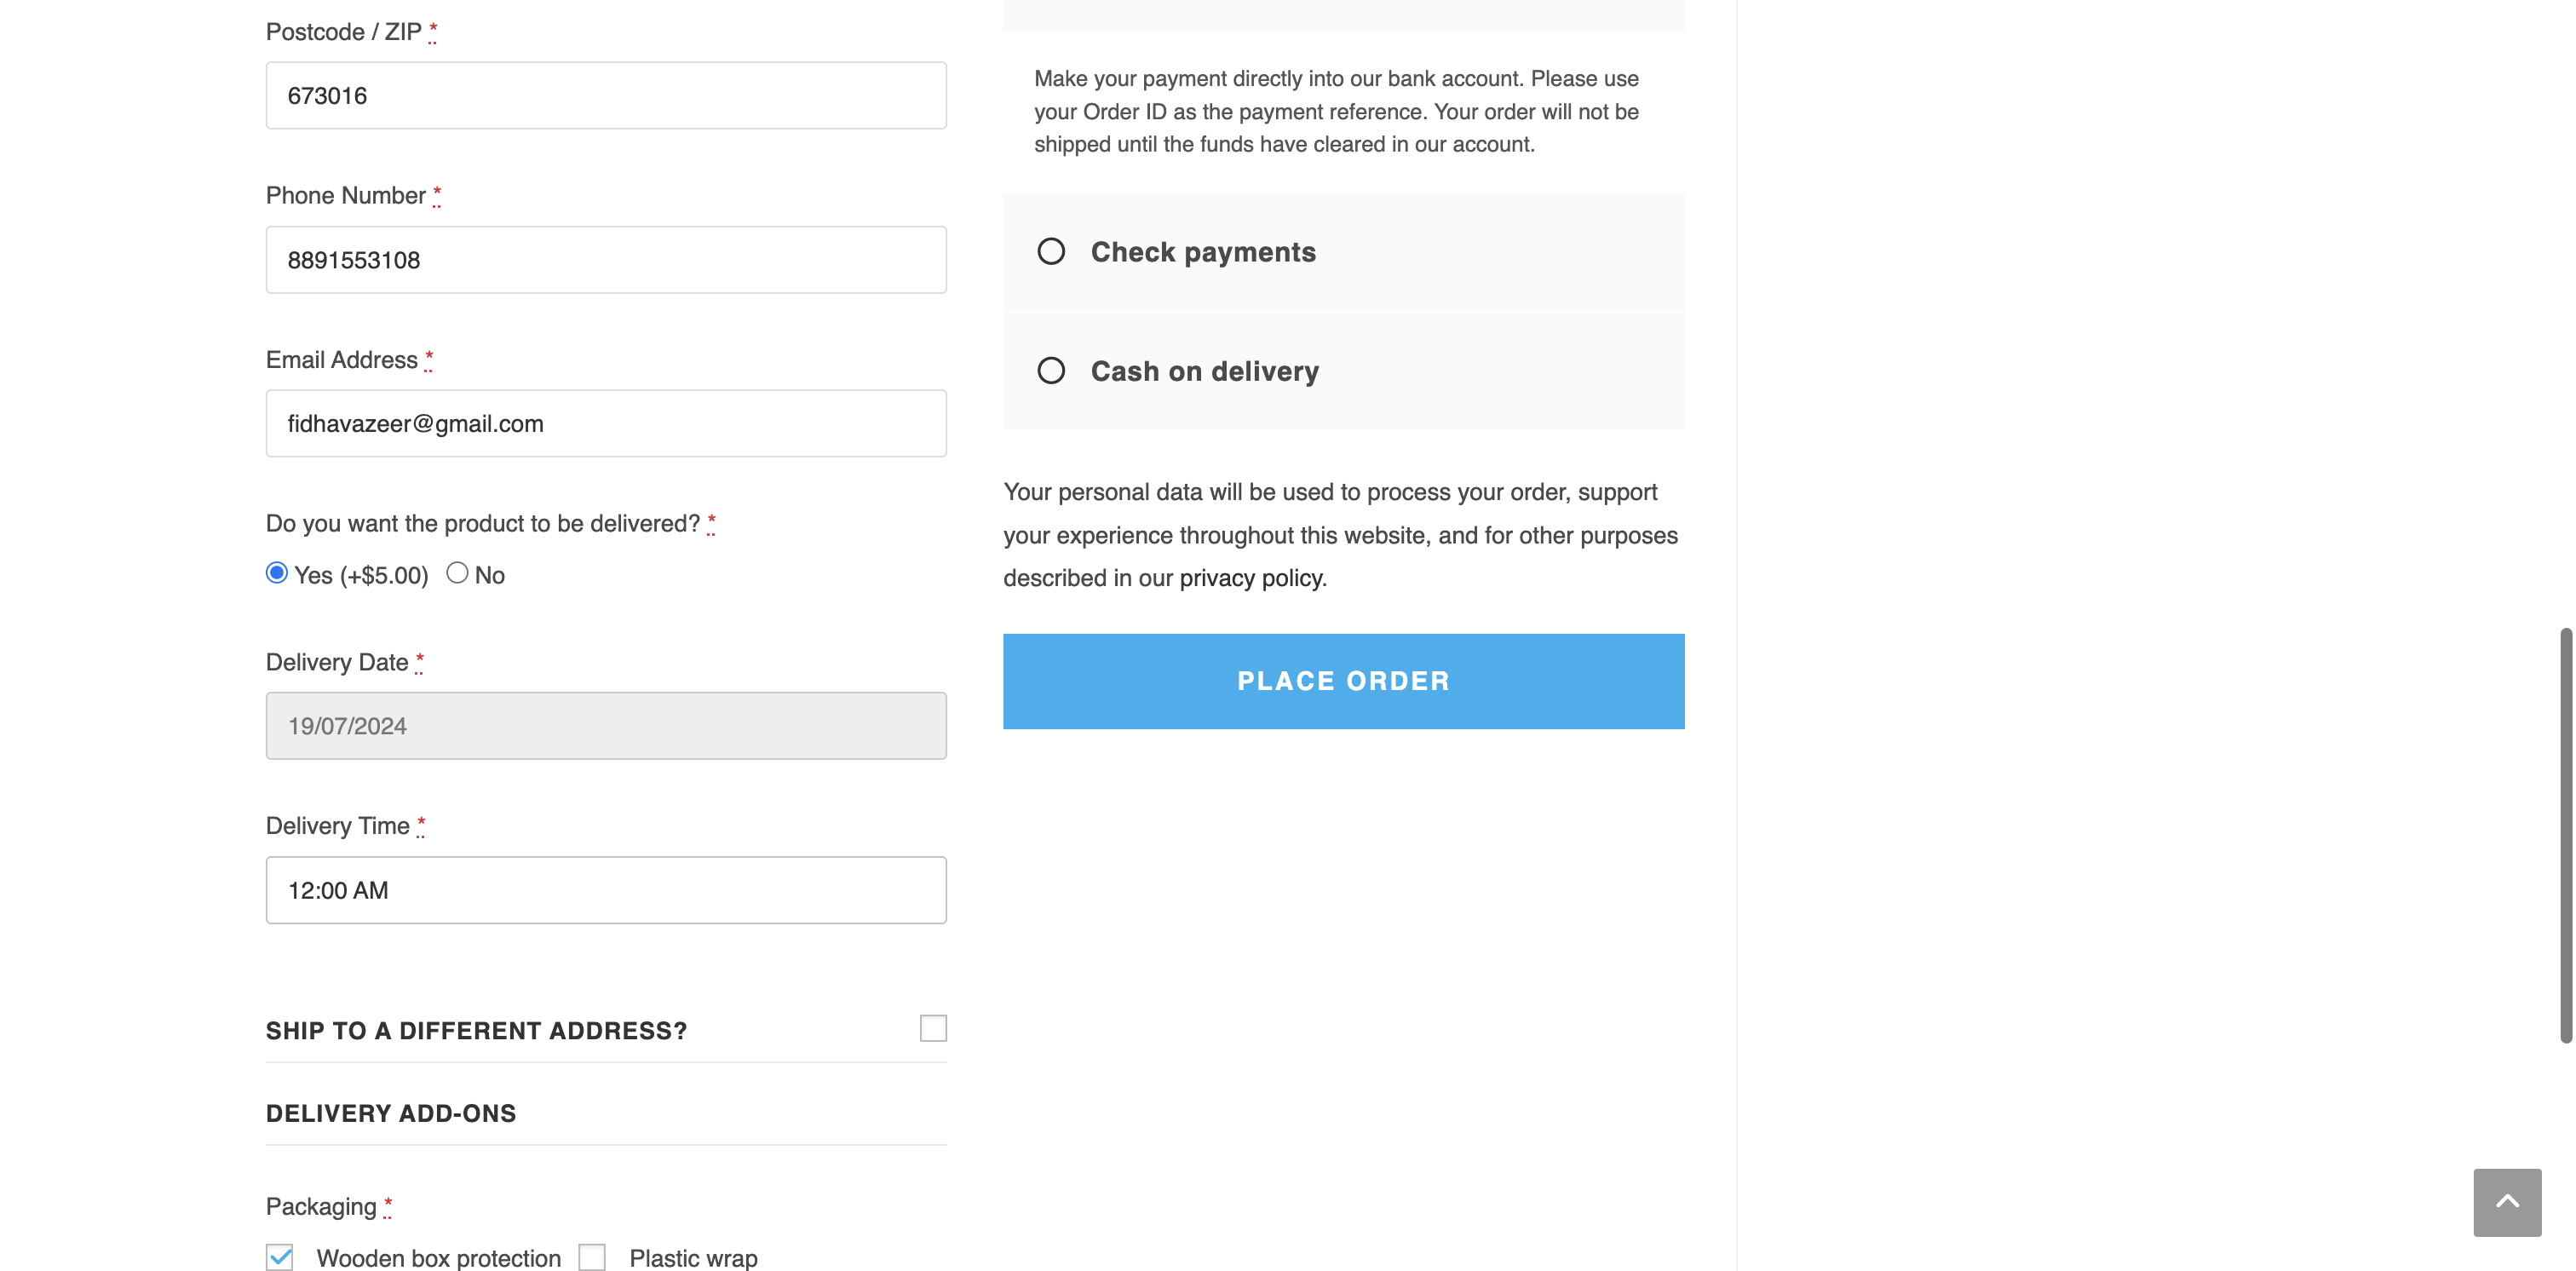 Postcode / ZIP *
673016
Phone Number *
8891553108
Email Address *
fidhavazeer@gmail.com
Do you want the product to be delivered? *
Yes (+$5.00) No
Delivery Date *
19/07/2024
Delivery Time *
12:00 AM
SHIP TO A DIFFERENT ADDRESS?
DELIVERY ADD-ONS
Packaging *
Wooden box protection Plastic wrap
Make your payment directly into our bank account. Please use
your Order ID as the payment reference. Your order will not be
shipped until the funds have cleared in our account.
Check payments
Cash on delivery
Your personal data will be used to process your order, support
your experience throughout this website, and for other purposes
described in our privacy policy.
PLACE ORDER